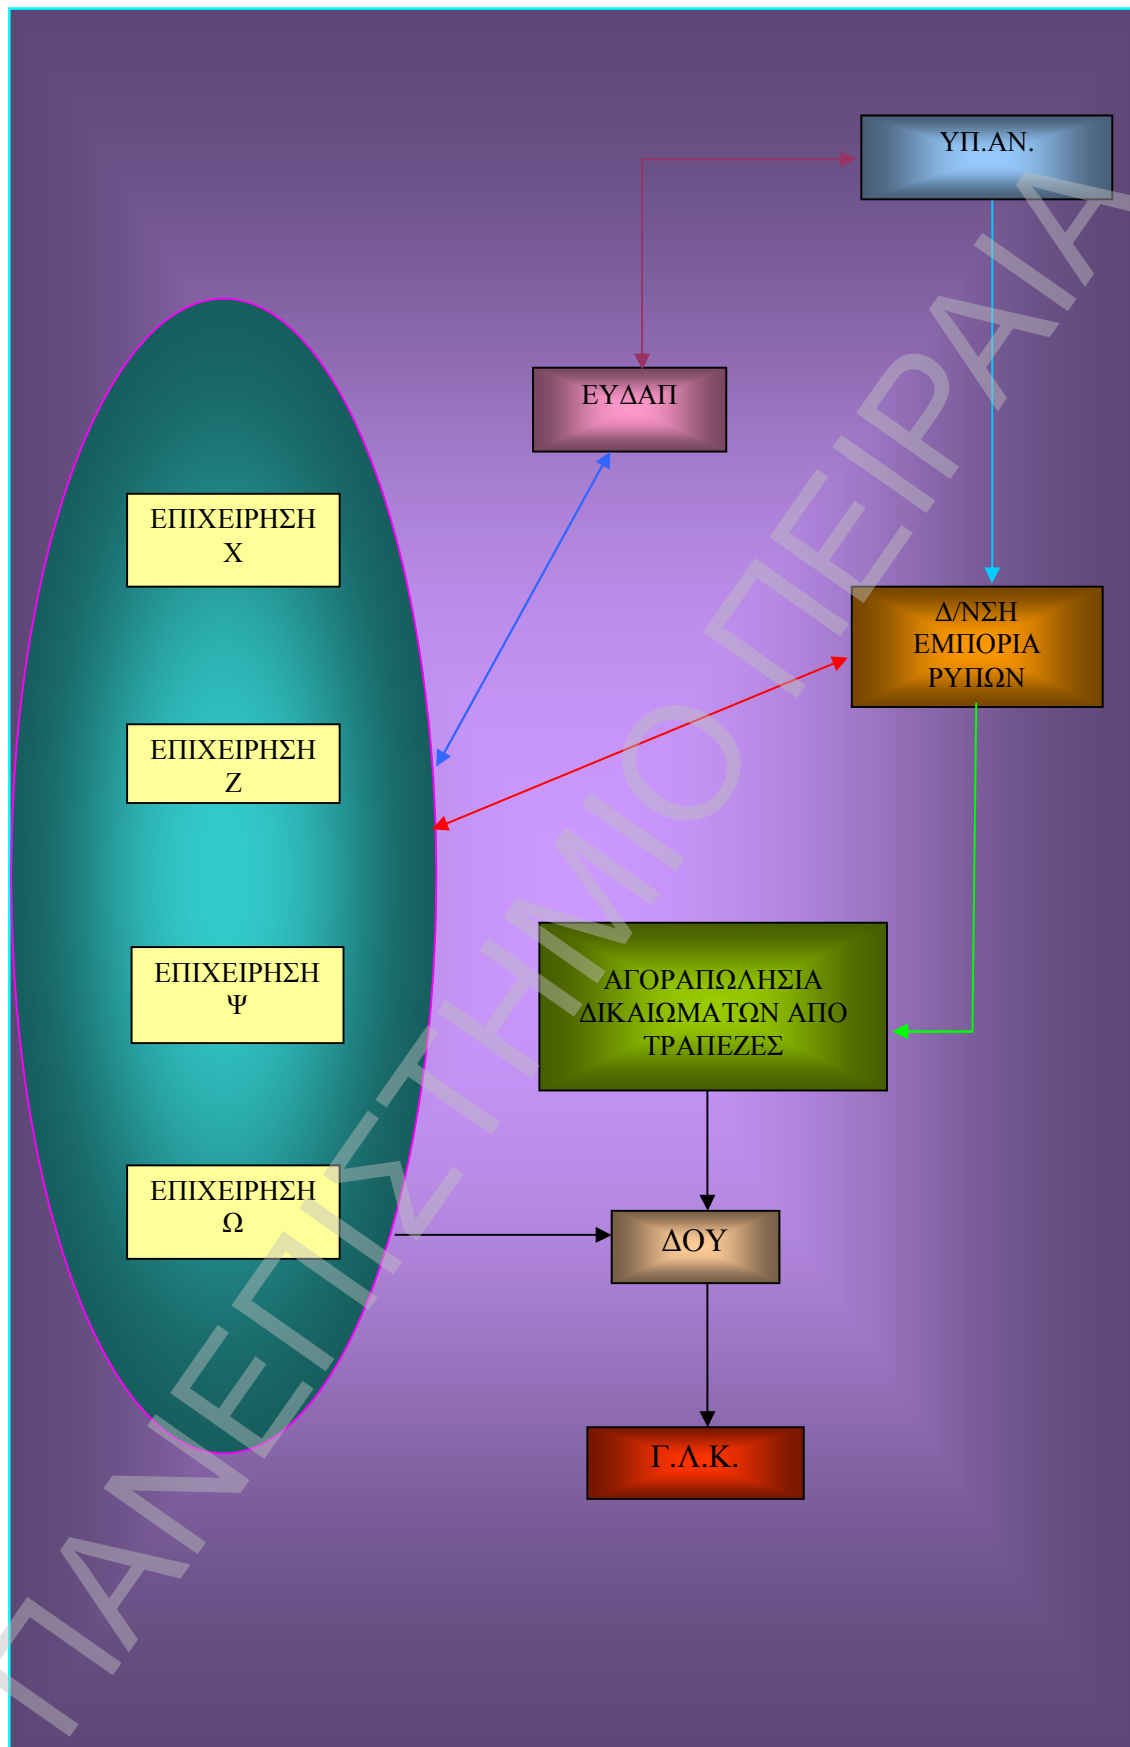 ΥΠ.ΑΝ.
ΕΥΔΑΠ
ΕΠΙΧΕΙΡΗΣΗ
Χ
Δ/ΝΣΗ
ΕΜΠΟΡΙΑ
ΡΥΠΩΝ
ΕΠΙΧΕΙΡΗΣΗ
Ζ
ΕΠΙΧΕΙΡΗΣΗ
Ψ
ΑΓΟΡΑΠΩΛΗΣΙΑ
ΔΙΚΑΙΩΜΑΤΩΝ ΑΠΟ
ΤΡΑΠΕΖΕΣ
ΕΠΙΧΕΙΡΗΣΗ
Ω
ΔΟΥ
Γ.Λ.Κ.
ΠΑΝΕΠΙΣΤΗΜΙΟ ΠΕΙΡΑΙΑ